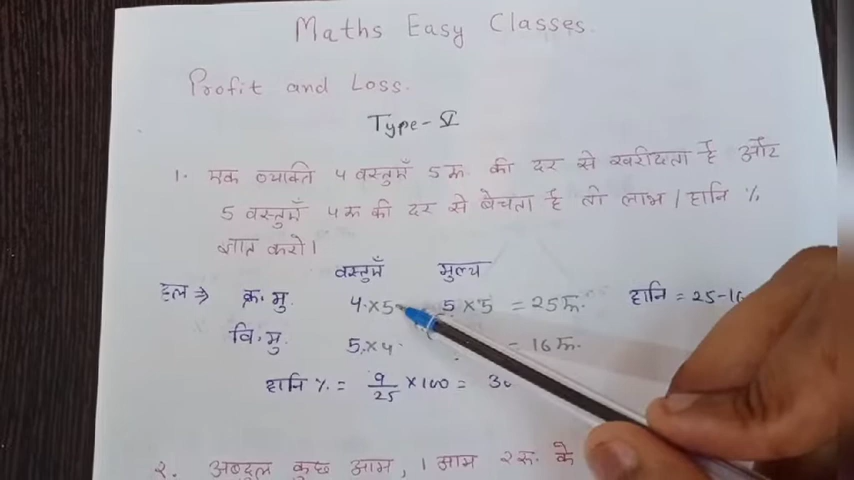 Maths Easy Classes.
Profit and Loss.
Type-V
1. एक व्यक्ति 4 वस्तुएँ 5 रू. की दर से खरीदता है और
5 वस्तुएँ 4 रू की दर से बेचता है तो लाभ / हानि %
ज्ञात करो।
वस्तुएँ मुल्य
हल ⇒ क्र. मु. 4×5 5×5 = 25रू. हानि = 25-16
वि. मु. 5×4 = 16रू.
हानि % = 9/25 ×100 =
2. अब्दुल कुछ आम, 1 आम 2 रू. के